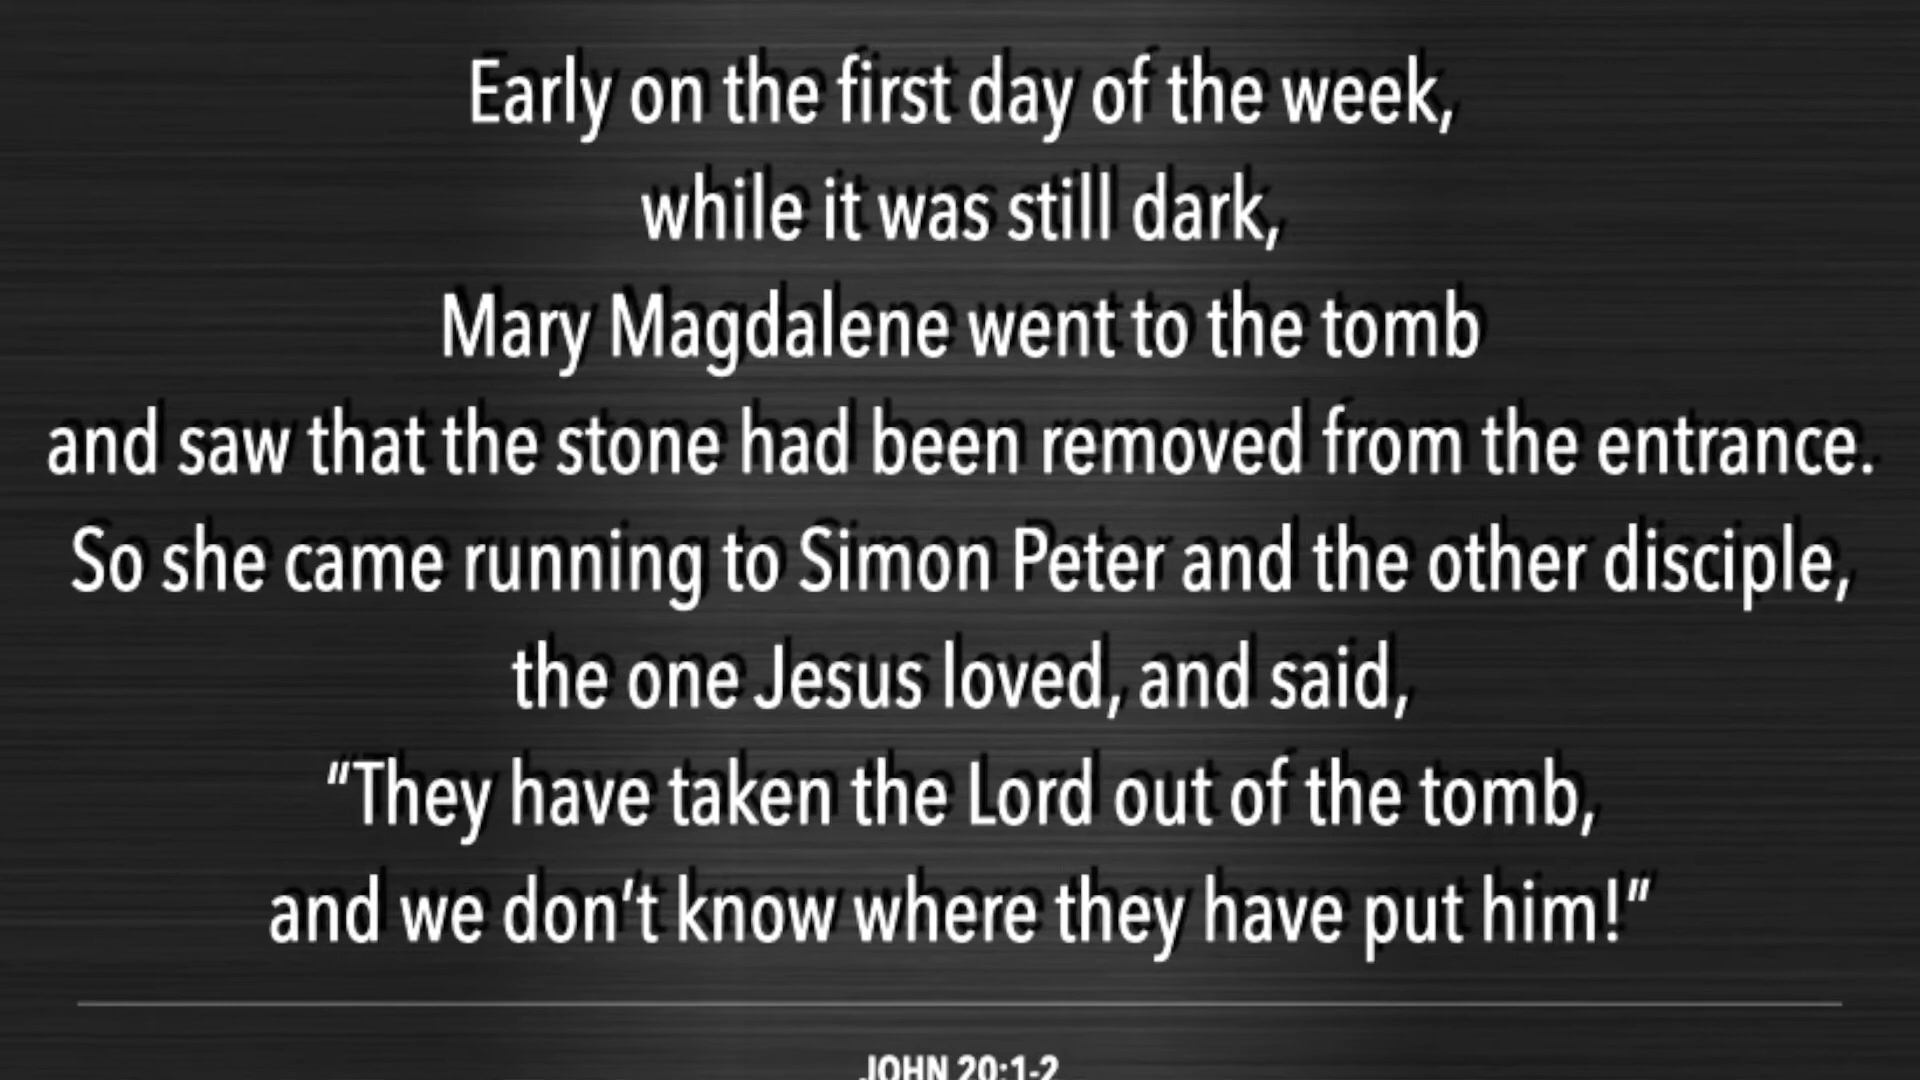 Early on the first day of the week,
while it was still dark,
Mary Magdalene went to the tomb
and saw that the stone had been removed from the entrance.
So she came running to Simon Peter and the other disciple,
the one Jesus loved, and said,
“They have taken the Lord out of the tomb,
and we don’t know where they have put him!”
JOHN 20:1-2